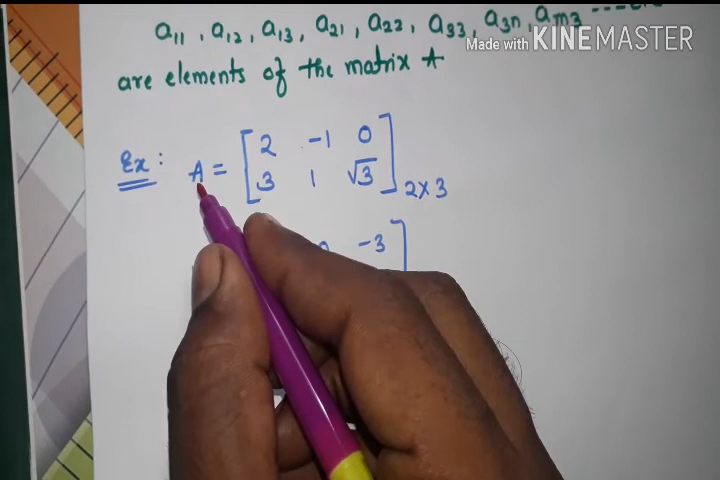 a11, a12, a13, a21, a22, a33, a3n, am3
Made with KINEMASTER
are elements of the matrix A
Ex: A = [ 2 -1 0
3 1 √3 ] 2×3
-3 ]